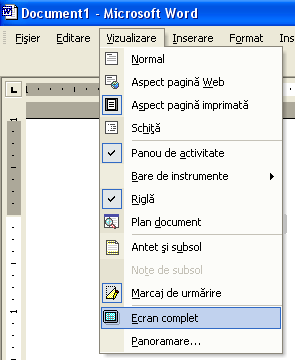 Document1 - Microsoft Word
Fişier Editare Vizualizare Inserare Format Ins
Normal
Aspect pagină Web
Aspect pagină imprimată
Schiţă
Panou de activitate
Bare de instrumente
Riglă
Plan document
Antet şi subsol
Note de subsol
Marcaj de urmărire
Ecran complet
Panoramare...